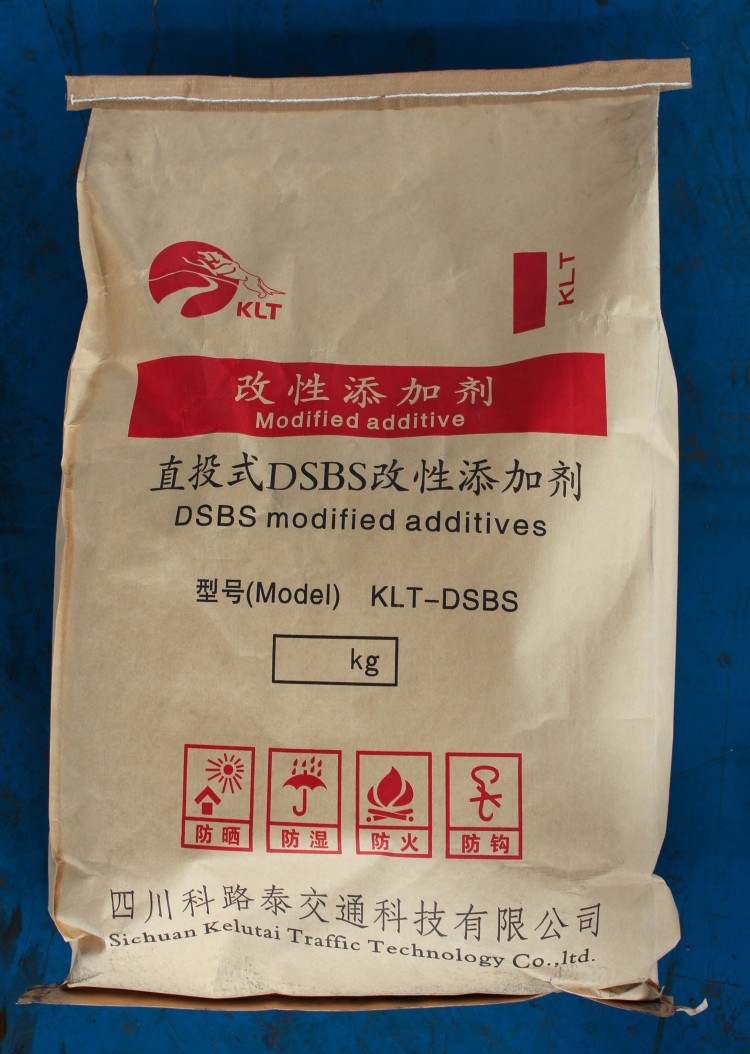 KLT
KLT
改性添加剂
Modified additive
直投式DSBS改性添加剂
DSBS modified additives
型号(Model) KLT-DSBS
kg
防晒 防湿 防火 防钩
四川科路泰交通科技有限公司
Sichuan Kelutai Traffic Technology Co.,ltd.